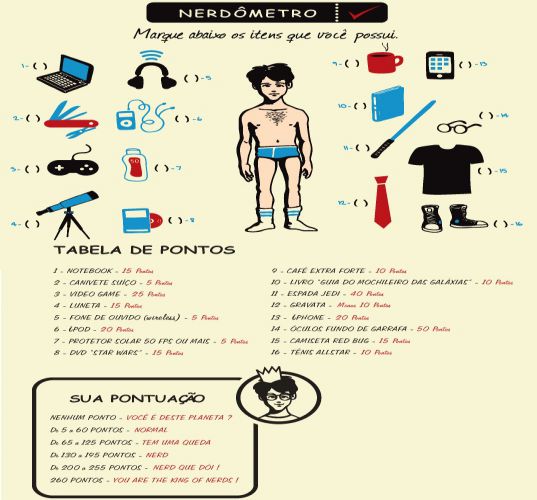 NERDÔMETRO
Marque abaixo os itens que você possui.
1- ( )
( ) -5
9- ( )
( ) -13
2- ( )
( ) -6
10- ( )
( ) -14
3- ( )
50
( ) -7
11- ( )
( ) -15
4- ( )
( ) -8
12- ( )
( ) -16
TABELA DE PONTOS
1 - NOTEBOOK - 15 Pontos
2 - CANIVETE SUÍÇO - 5 Pontos
3 - VIDEO GAME - 25 Pontos
4 - LUNETA - 15 Pontos
5 - FONE DE OUVIDO (wireless) - 5 Pontos
6 - iPOD - 20 Pontos
7 - PROTETOR SOLAR 50 FPS OU MAIS - 5 Pontos
8 - DVD "STAR WARS" - 15 Pontos
9 - CAFÉ EXTRA FORTE - 10 Pontos
10 - LIVRO "GUIA DO MOCHILEIRO DAS GALÁXIAS" - 10 Pontos
11 - ESPADA JEDI - 40 Pontos
12 - GRAVATA - Menos 10 Pontos
13 - iPHONE - 20 Pontos
14 - ÓCULOS FUNDO DE GARRAFA - 50 Pontos
15 - CAMISETA RED BUG - 15 Pontos
16 - TÊNIS ALLSTAR - 10 Pontos
SUA PONTUAÇÃO
NENHUM PONTO - VOCÊ É DESTE PLANETA ?
De 5 a 60 PONTOS - NORMAL
De 65 a 125 PONTOS - TEM UMA QUEDA
De 130 a 195 PONTOS - NERD
De 200 a 255 PONTOS - NERD QUE DÓI !
260 PONTOS - YOU ARE THE KING OF NERDS !